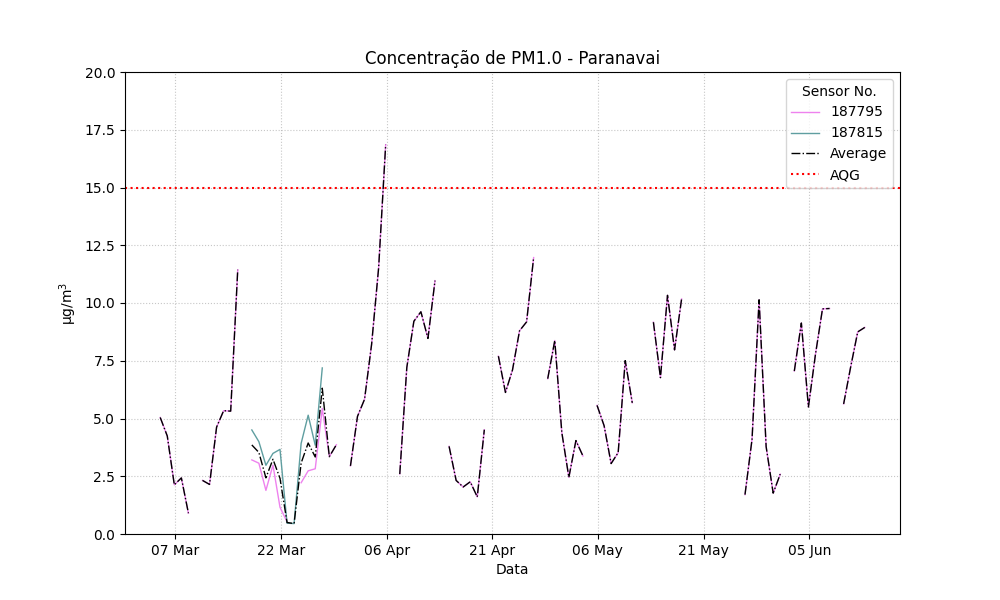 Concentração de PM1.0 - Paranavai
20.0
17.5
15.0
12.5
10.0
7.5
5.0
2.5
0.0
µg/m³
Sensor No.
187795
187815
Average
AQG
07 Mar
22 Mar
06 Apr
21 Apr
06 May
21 May
05 Jun
Data